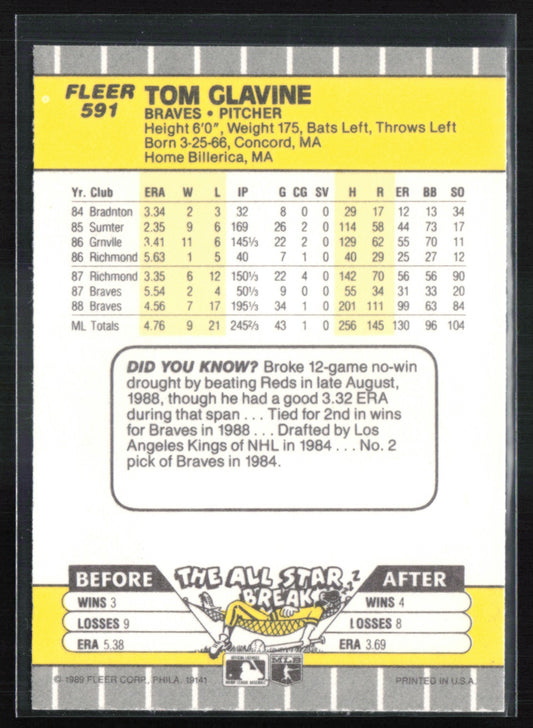 FLEER
591
TOM GLAVINE
BRAVES • PITCHER
Height 6'0", Weight 175, Bats Left, Throws Left
Born 3-25-66, Concord, MA
Home Billerica, MA
Yr. Club ERA W L IP G CG SV H R ER BB SO
84 Bradnton 3.34 2 3 32 8 0 0 29 17 12 13 34
85 Sumter 2.35 9 6 169 26 2 0 114 58 44 73 17
86 Grnvlle 3.41 11 6 145⅓ 22 2 0 129 62 55 70 11
86 Richmond 5.63 1 5 40 7 1 0 40 29 25 27 12
87 Richmond 3.35 6 12 150⅓ 22 4 0 142 70 56 56 90
87 Braves 5.54 2 4 50⅓ 9 0 0 55 34 31 33 20
88 Braves 4.56 7 17 195⅓ 34 1 0 201 111 99 63 84
ML Totals 4.76 9 21 245⅔ 43 1 0 256 145 130 96 104
DID YOU KNOW? Broke 12-game no-win
drought by beating Reds in late August,
1988, though he had a good 3.32 ERA
during that span . . . Tied for 2nd in wins
for Braves in 1988 . . . Drafted by Los
Angeles Kings of NHL in 1984 . . . No. 2
pick of Braves in 1984.
BEFORE THE ALL STAR BREAK ZZZ AFTER
WINS 3
LOSSES 9
ERA 5.38
WINS 4
LOSSES 8
ERA 3.69
© 1989 FLEER CORP., PHILA. 19141
MLB
PRINTED IN U.S.A.